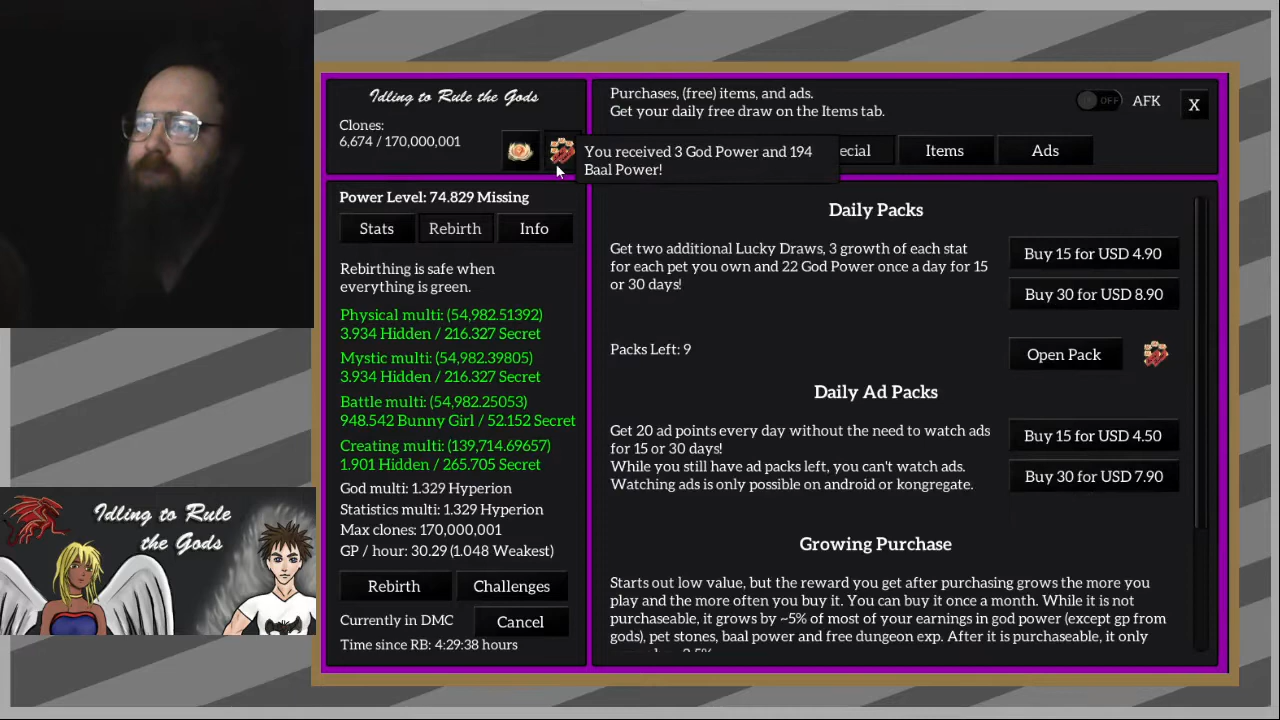 Idling to Rule the Gods
Clones:
6,674 / 170,000,001
Purchases, (free) items, and ads.
Get your daily free draw on the Items tab.
OFF
AFK
X
You received 3 God Power and 194
Baal Power!
ecial
Items
Ads
Power Level: 74.829 Missing
Stats
Rebirth
Info
Rebirthing is safe when
everything is green.
Physical multi: (54,982.51392)
3.934 Hidden / 216.327 Secret
Mystic multi: (54,982.39805)
3.934 Hidden / 216.327 Secret
Battle multi: (54,982.25053)
948.542 Bunny Girl / 52.152 Secret
Creating multi: (139,714.69657)
1.901 Hidden / 265.705 Secret
God multi: 1.329 Hyperion
Statistics multi: 1.329 Hyperion
Max clones: 170,000,001
GP / hour: 30.29 (1.048 Weakest)
Rebirth
Challenges
Currently in DMC
Cancel
Time since RB: 4:29:38 hours
Daily Packs
Get two additional Lucky Draws, 3 growth of each stat
for each pet you own and 22 God Power once a day for 15
or 30 days!
Buy 15 for USD 4.90
Buy 30 for USD 8.90
Packs Left: 9
Open Pack
Daily Ad Packs
Get 20 ad points every day without the need to watch ads
for 15 or 30 days!
While you still have ad packs left, you can't watch ads.
Watching ads is only possible on android or kongregate.
Buy 15 for USD 4.50
Buy 30 for USD 7.90
Growing Purchase
Starts out low value, but the reward you get after purchasing grows the more you
play and the more often you buy it. You can buy it once a month. While it is not
purchaseable, it grows by ~5% of most of your earnings in god power (except gp from
gods), pet stones, baal power and free dungeon exp. After it is purchaseable, it only
Idling to Rule
the Gods